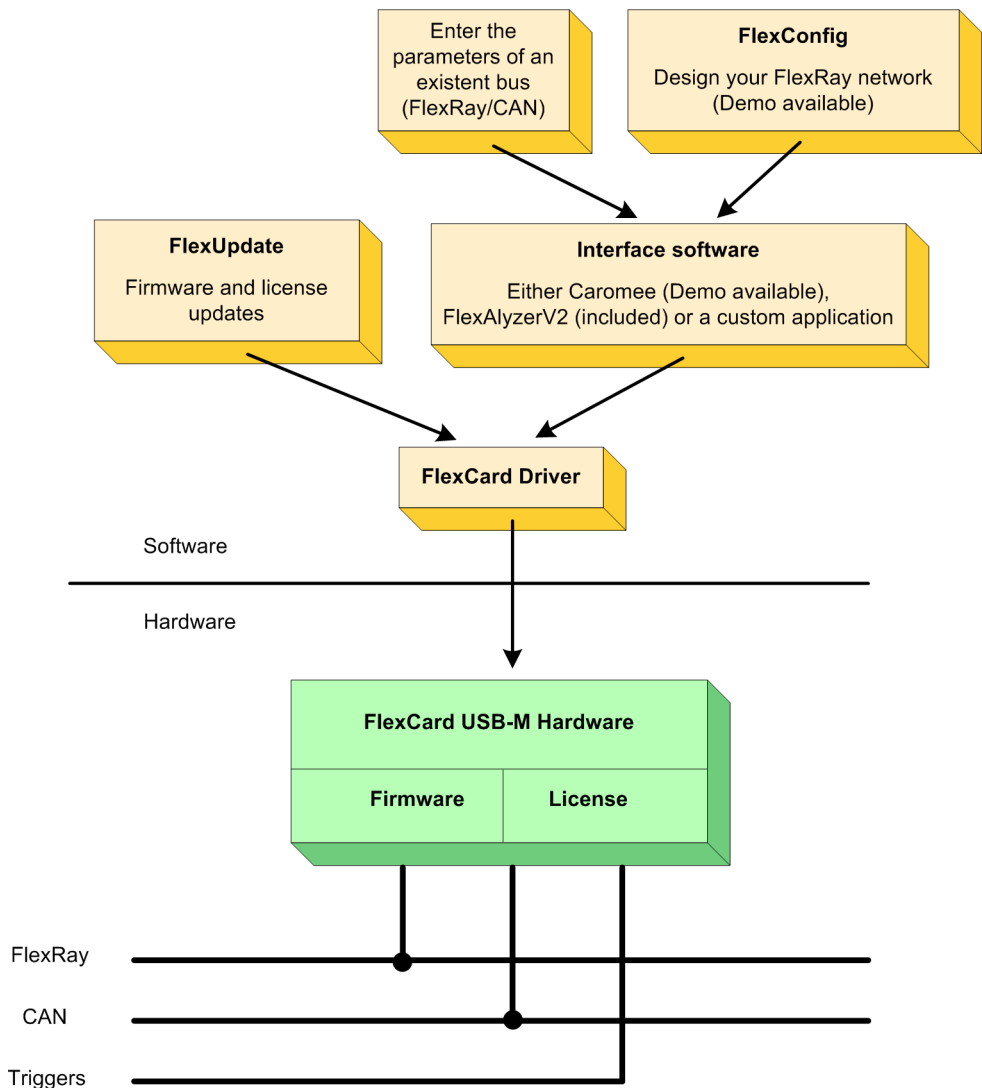 Enter the
parameters of an
existent bus
(FlexRay/CAN)
FlexConfig
Design your FlexRay network
(Demo available)
FlexUpdate
Firmware and license
updates
Interface software
Either Caromee (Demo available),
FlexAlyzerV2 (included) or a custom application
FlexCard Driver
Software
Hardware
FlexCard USB-M Hardware
Firmware
License
FlexRay
CAN
Triggers